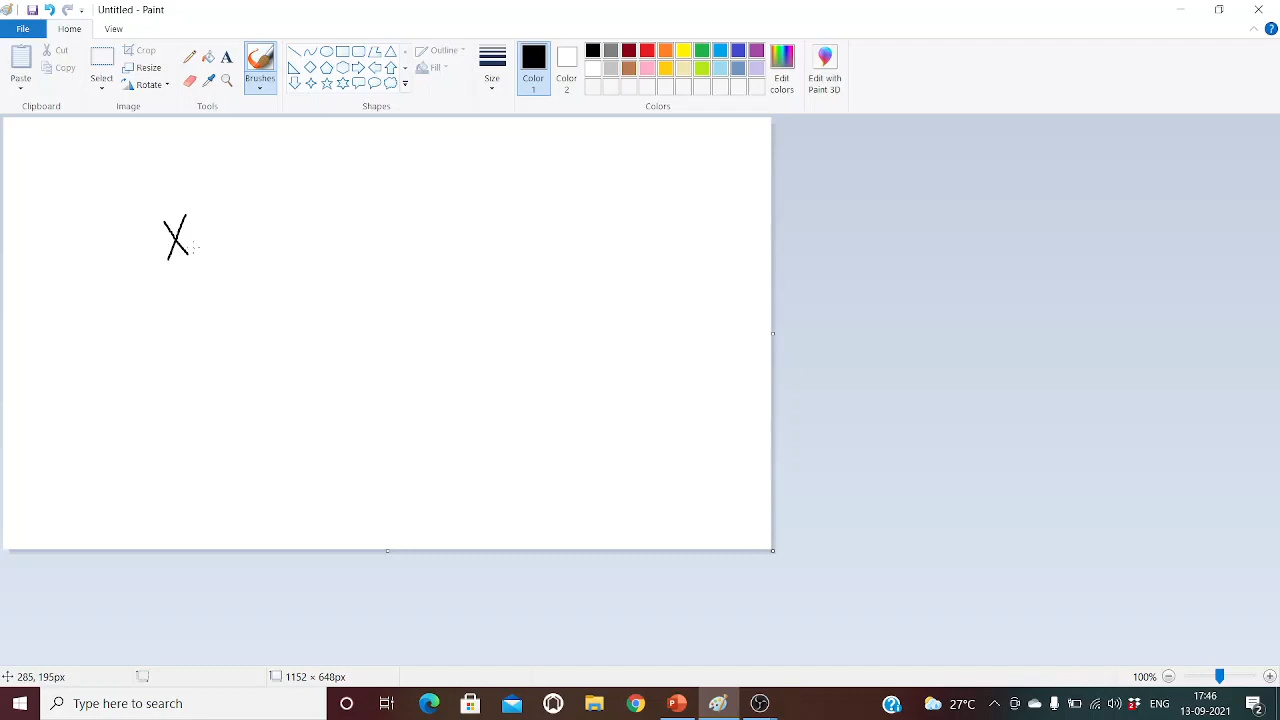 Untitled - Paint
File Home View
Paste Cut Copy Clipboard
Select Crop Resize Rotate Image
Tools
Brushes
Outline Fill Shapes
Size
Color 1 Color 2 Edit colors Colors
Edit with Paint 3D
X
285, 195px 1152 × 648px 100%
Type here to search 27°C ENG 17:46 13-09-2021 2